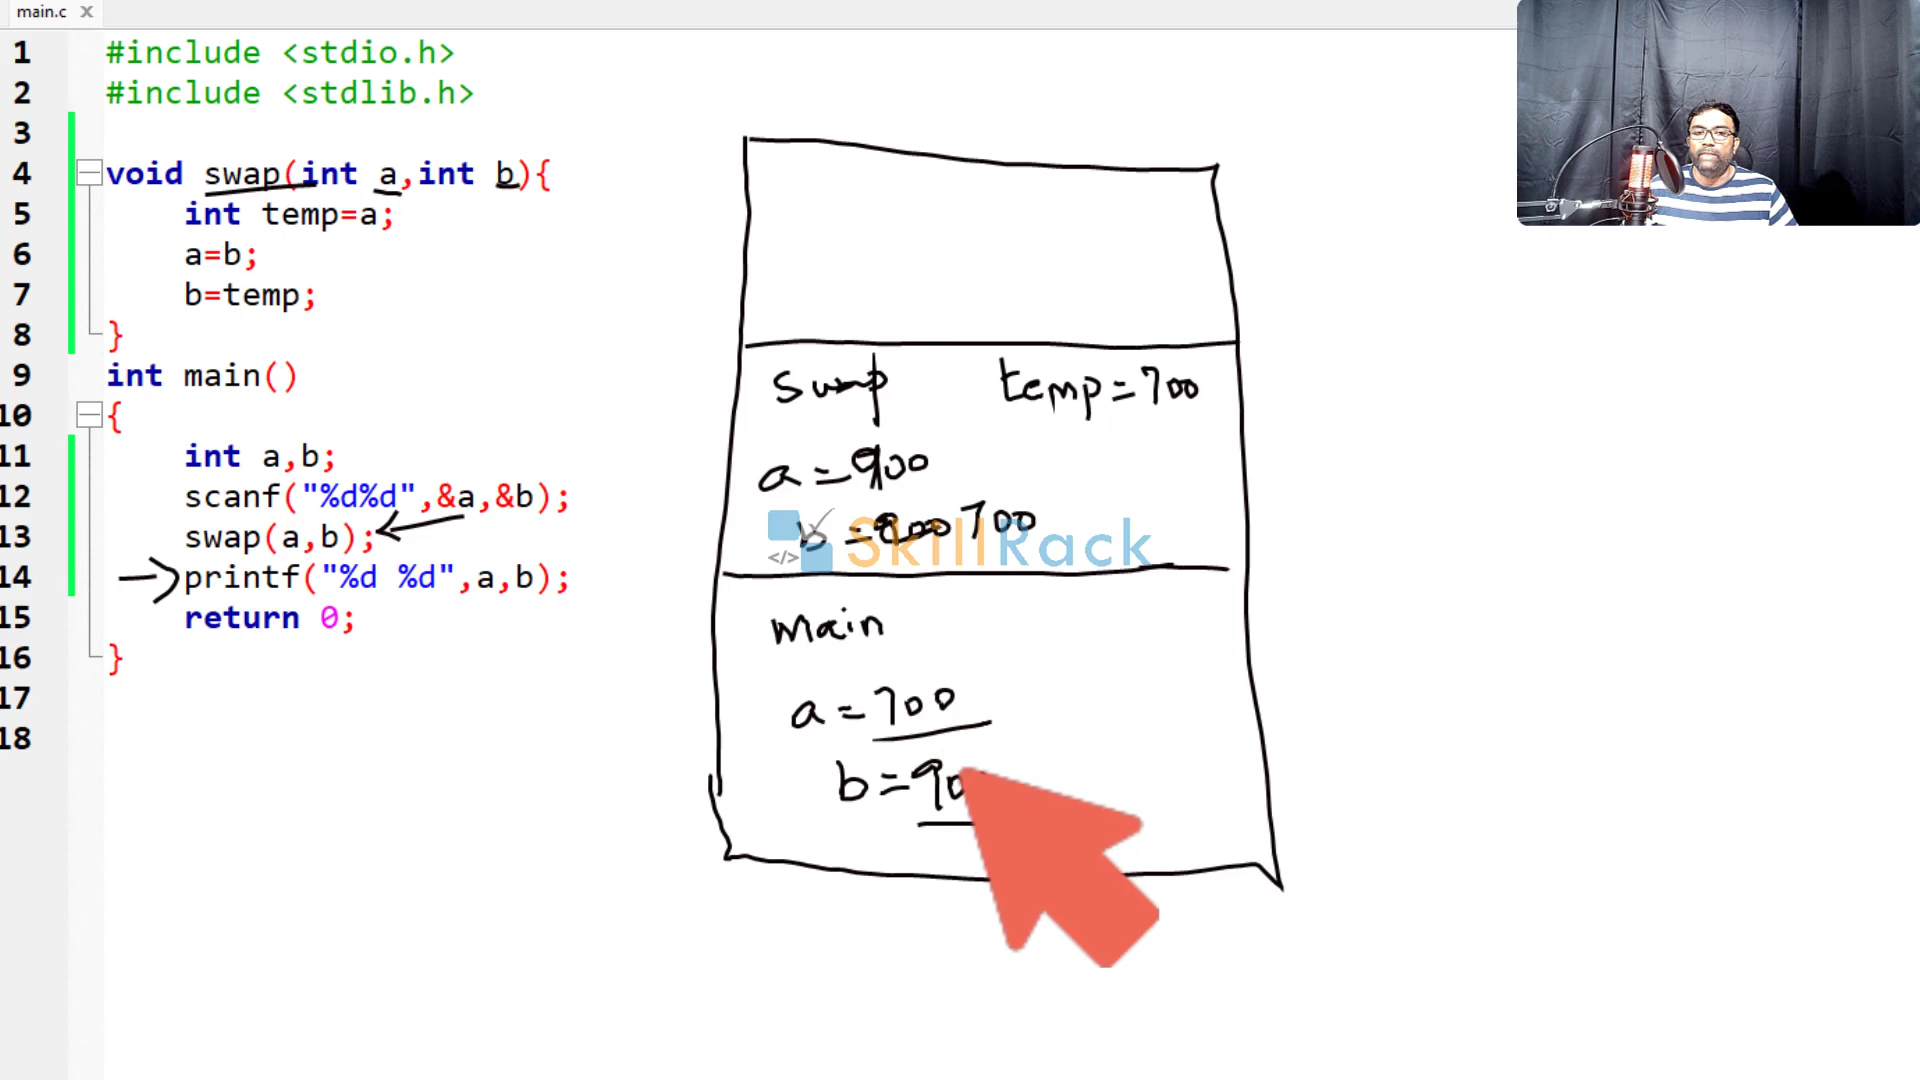 main.c
1 #include <stdio.h>
2 #include <stdlib.h>
3
4 void swap(int a,int b){
5 int temp=a;
6 a=b;
7 b=temp;
8 }
9 int main()
10 {
11 int a,b;
12 scanf("%d%d",&a,&b);
13 swap(a,b);
14 printf("%d %d",a,b);
15 return 0;
16 }
17
18
swap temp=700
a=900
b=900 700
</> SkillRack
main
a=700
b=